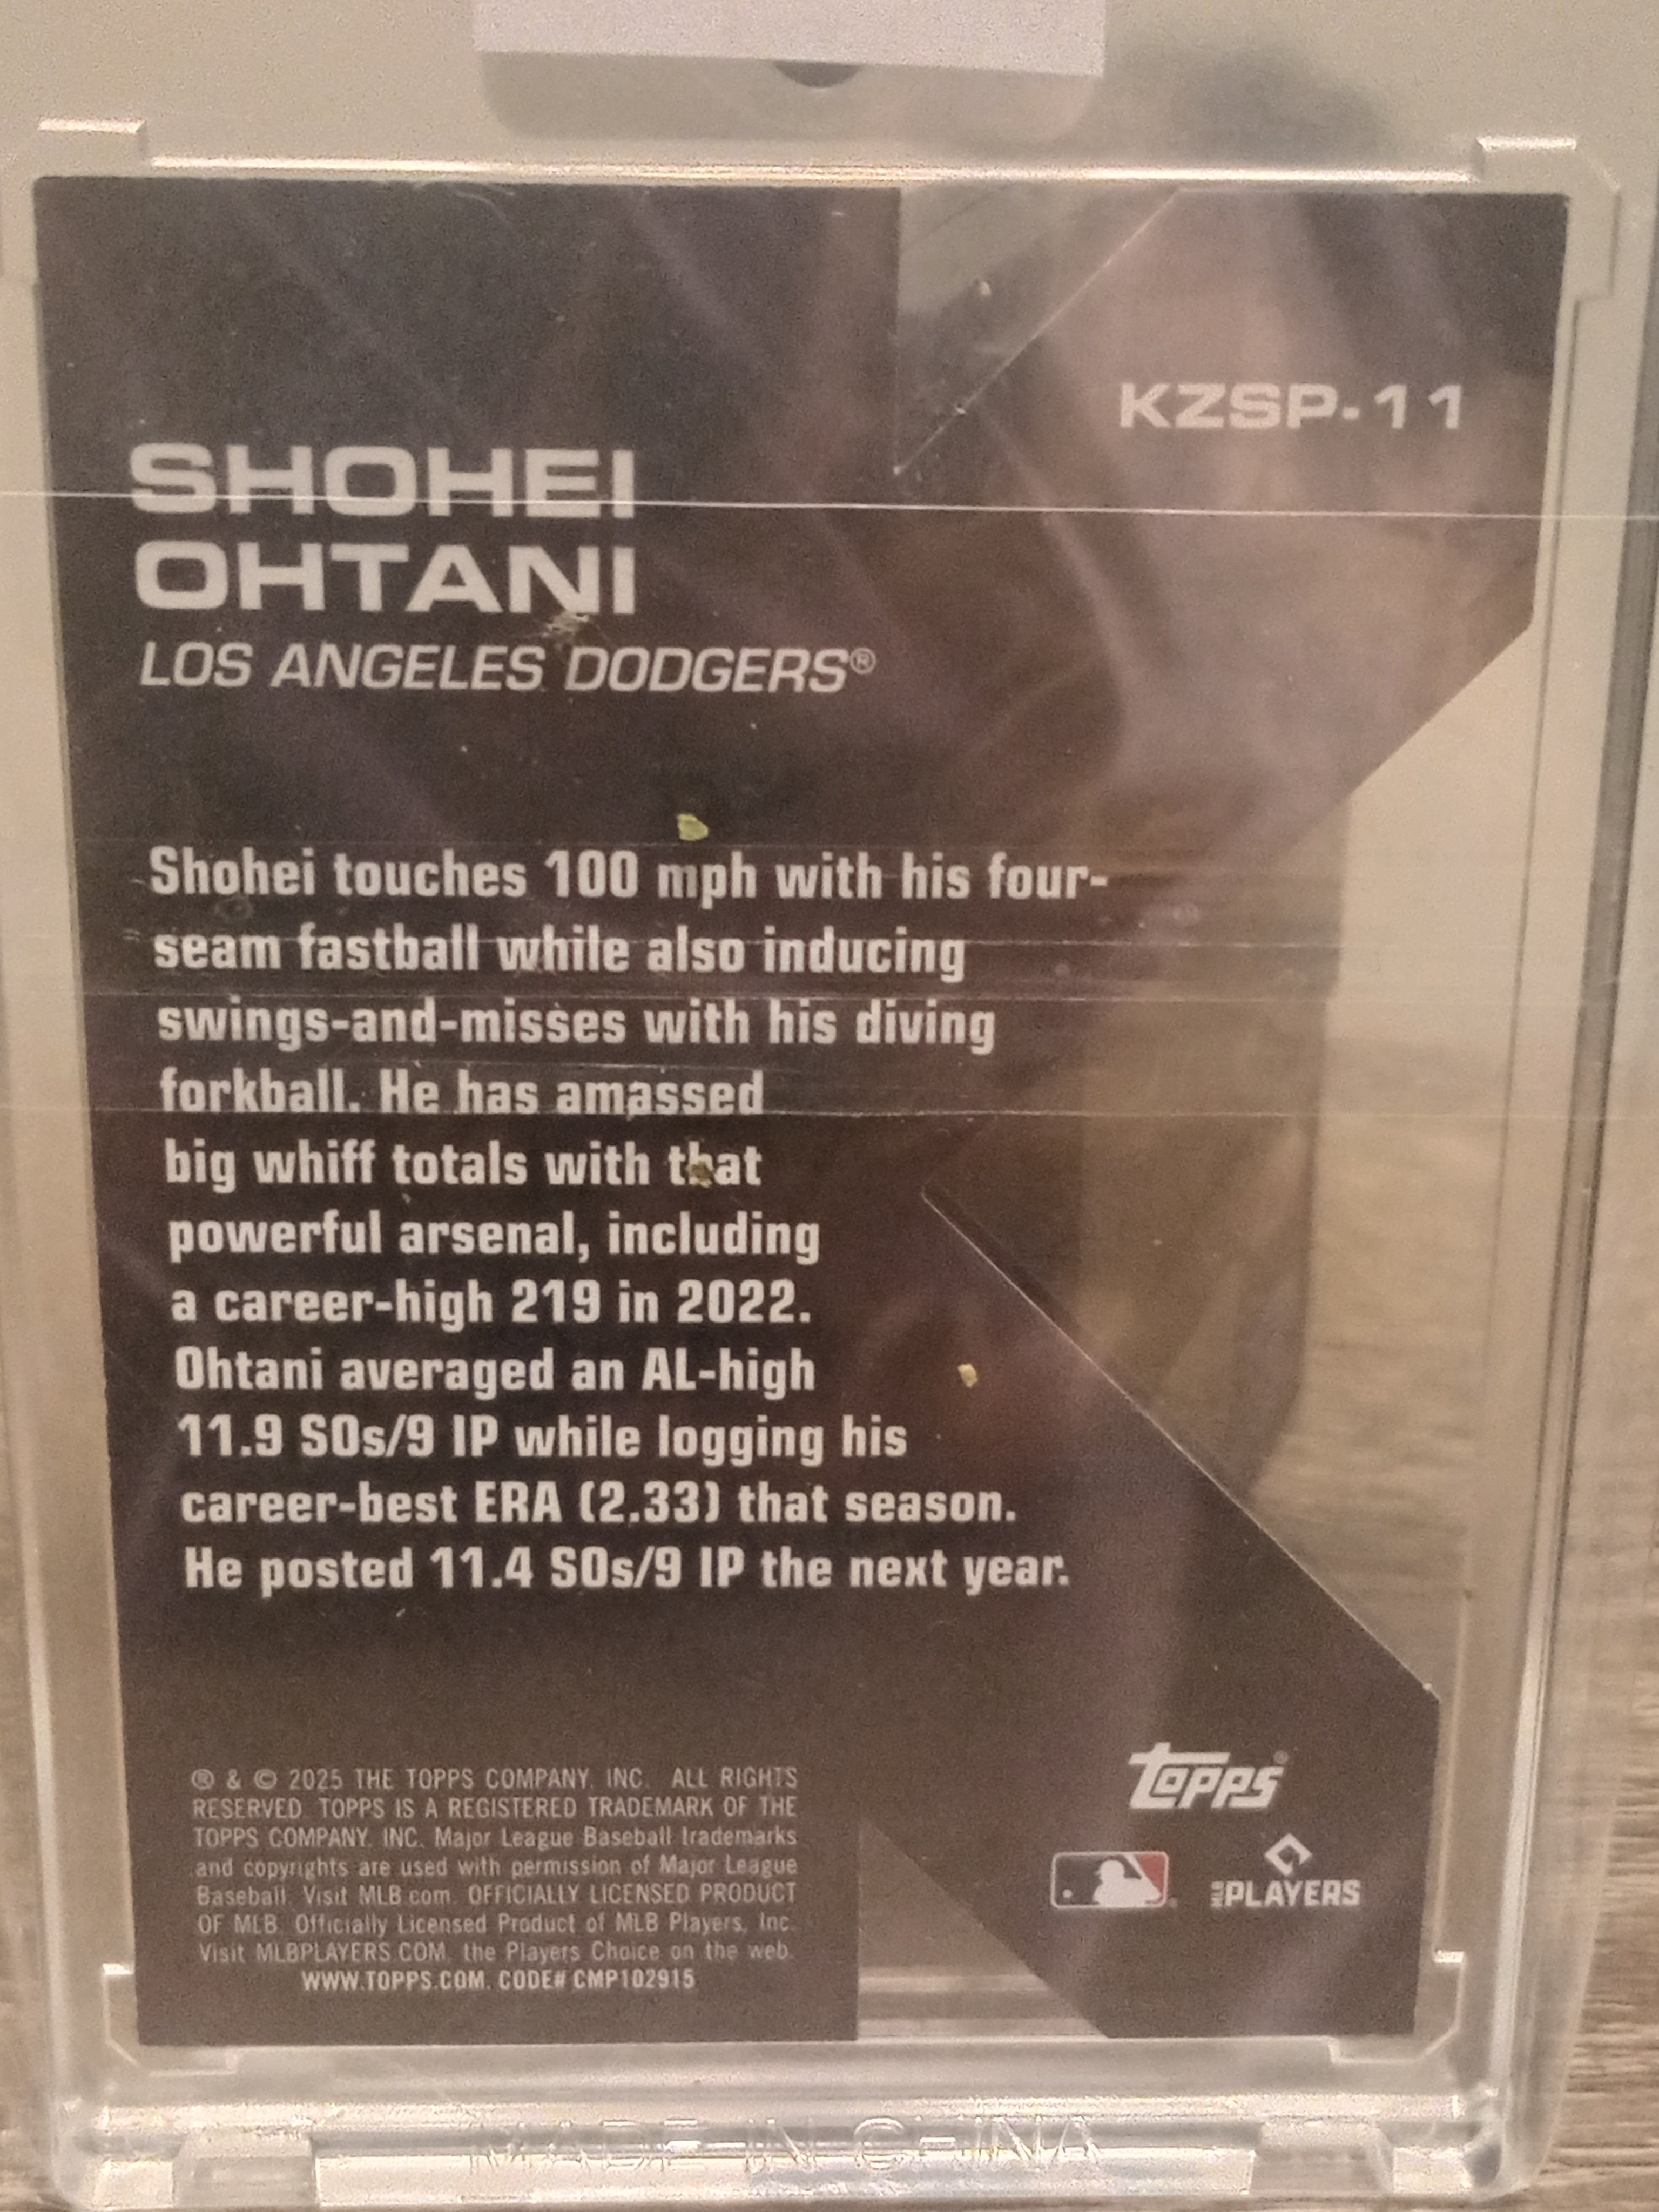 KZSP-11
SHOHEI
OHTANI
LOS ANGELES DODGERS®
Shohei touches 100 mph with his four-
seam fastball while also inducing
swings-and-misses with his diving
forkball. He has amassed
big whiff totals with that
powerful arsenal, including
a career-high 219 in 2022.
Ohtani averaged an AL-high
11.9 SOs/9 IP while logging his
career-best ERA (2.33) that season.
He posted 11.4 SOs/9 IP the next year.
® & © 2025 THE TOPPS COMPANY, INC. ALL RIGHTS
RESERVED. TOPPS IS A REGISTERED TRADEMARK OF THE
TOPPS COMPANY, INC. Major League Baseball trademarks
and copyrights are used with permission of Major League
Baseball. Visit MLB.com. OFFICIALLY LICENSED PRODUCT
OF MLB. Officially Licensed Product of MLB Players, Inc.
Visit MLBPLAYERS.COM, the Players Choice on the web.
WWW.TOPPS.COM. CODE# CMP102915
TOPPS®
MLB PLAYERS
MADE IN CHINA